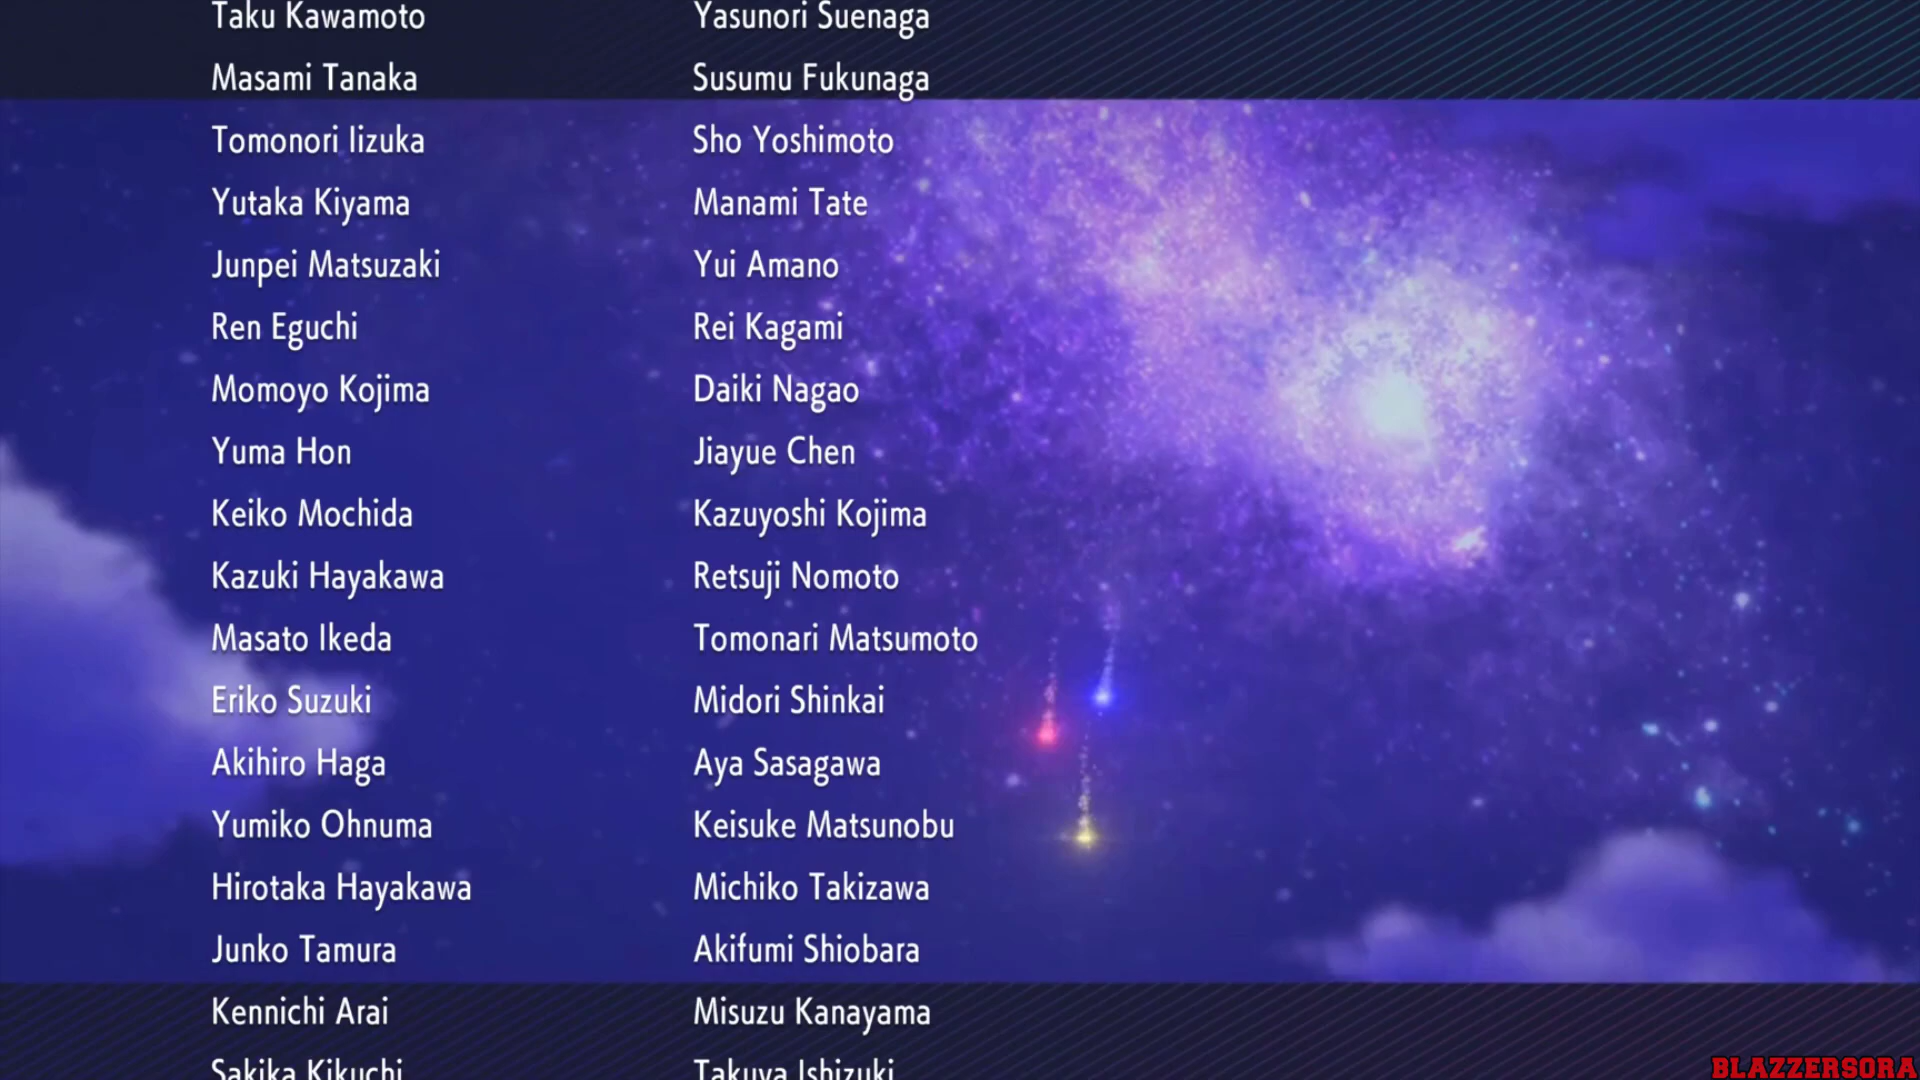 Taku Kawamoto Yasunori Suenaga
Masami Tanaka Susumu Fukunaga
Tomonori Iizuka Sho Yoshimoto
Yutaka Kiyama Manami Tate
Junpei Matsuzaki Yui Amano
Ren Eguchi Rei Kagami
Momoyo Kojima Daiki Nagao
Yuma Hon Jiayue Chen
Keiko Mochida Kazuyoshi Kojima
Kazuki Hayakawa Retsuji Nomoto
Masato Ikeda Tomonari Matsumoto
Eriko Suzuki Midori Shinkai
Akihiro Haga Aya Sasagawa
Yumiko Ohnuma Keisuke Matsunobu
Hirotaka Hayakawa Michiko Takizawa
Junko Tamura Akifumi Shiobara
Kennichi Arai Misuzu Kanayama
Sakika Kikuchi Takuya Ishizuki
BLAZZERSORA